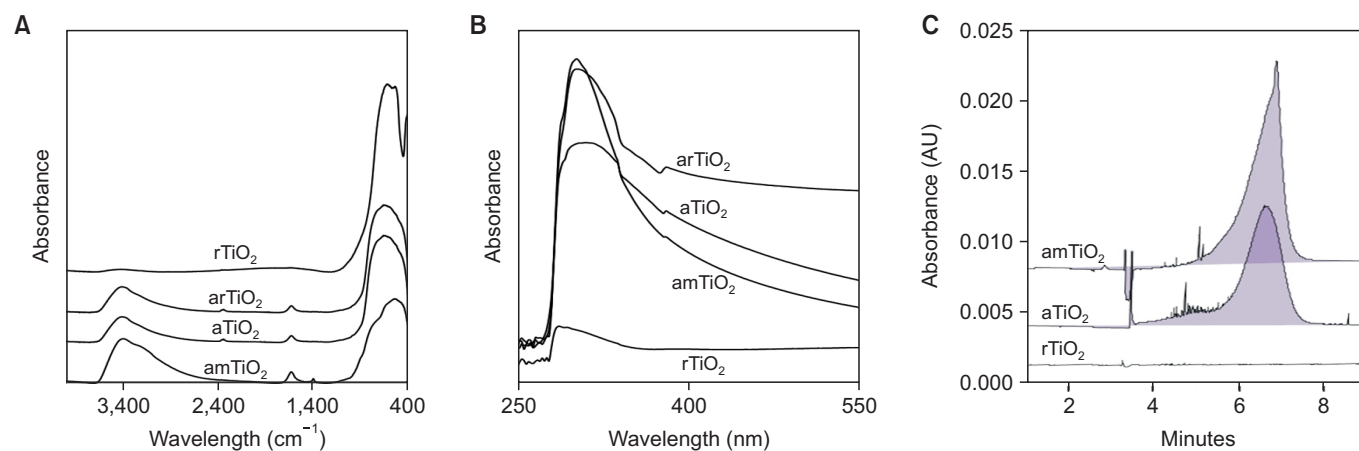 A
Absorbance
rTiO₂
arTiO₂
aTiO₂
amTiO₂
3,400 2,400 1,400 400
Wavelength (cm⁻¹)
B
Absorbance
arTiO₂
aTiO₂
amTiO₂
rTiO₂
250 400 550
Wavelength (nm)
C
Absorbance (AU)
0.025
0.020
0.015
0.010
0.005
0.000
amTiO₂
aTiO₂
rTiO₂
2 4 6 8
Minutes